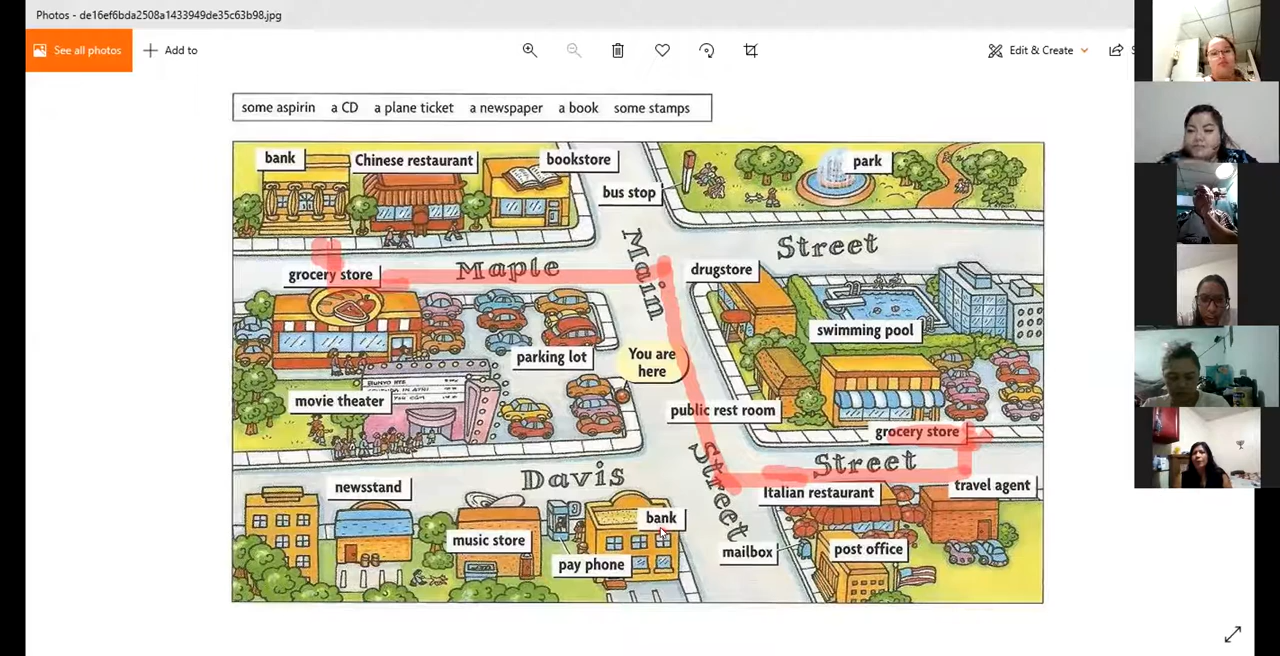 Photos - de16ef6bda2508a1433949de35c63b98.jpg
See all photos
Add to
Edit & Create
S
some aspirin a CD a plane ticket a newspaper a book some stamps
bank
Chinese restaurant
bookstore
bus stop
park
grocery store
Maple
Main
Street
drugstore
swimming pool
parking lot
You are
here
movie theater
public rest room
grocery store
Davis
Street
Street
newsstand
Italian restaurant
travel agent
music store
bank
pay phone
mailbox
post office